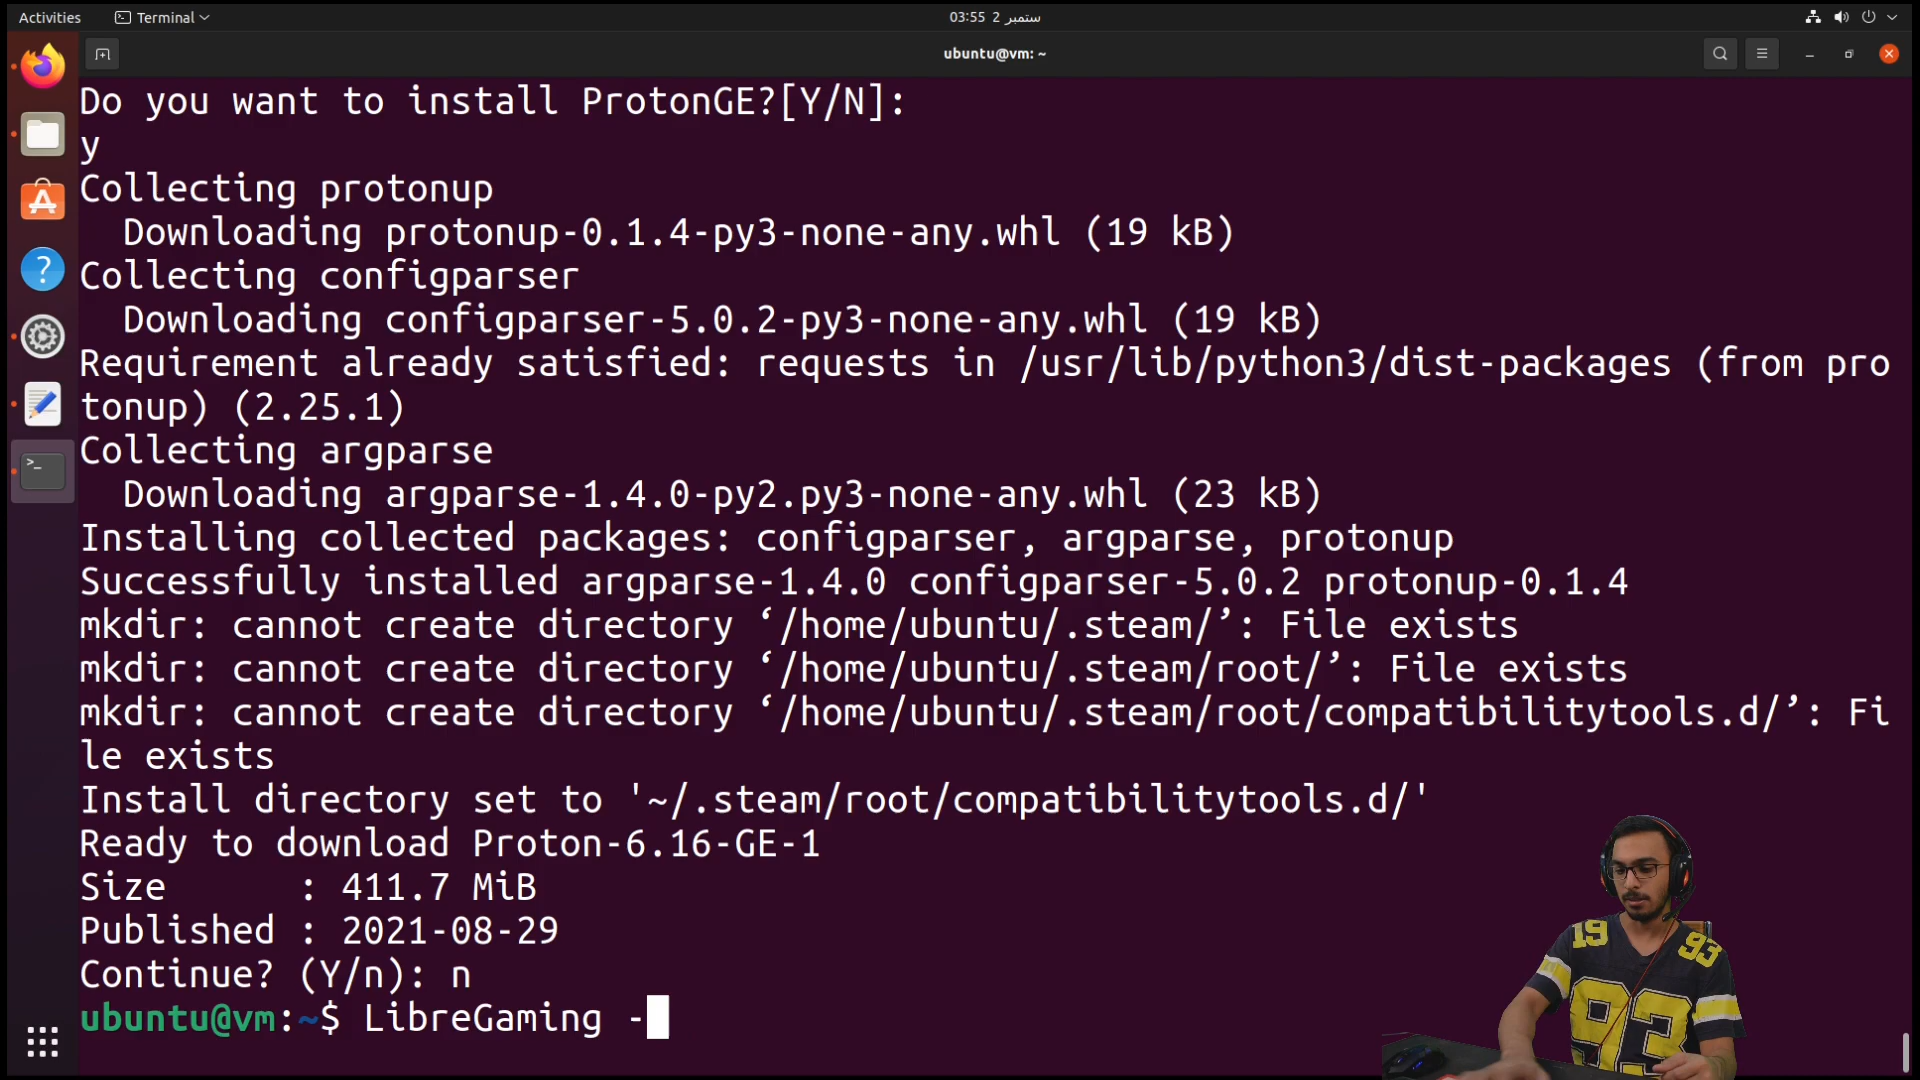 Activities
Terminal
03:55 2 ستمبر
ubuntu@vm: ~
Do you want to install ProtonGE?[Y/N]:
y
Collecting protonup
Downloading protonup-0.1.4-py3-none-any.whl (19 kB)
Collecting configparser
Downloading configparser-5.0.2-py3-none-any.whl (19 kB)
Requirement already satisfied: requests in /usr/lib/python3/dist-packages (from pro
tonup) (2.25.1)
Collecting argparse
Downloading argparse-1.4.0-py2.py3-none-any.whl (23 kB)
Installing collected packages: configparser, argparse, protonup
Successfully installed argparse-1.4.0 configparser-5.0.2 protonup-0.1.4
mkdir: cannot create directory ‘/home/ubuntu/.steam/’: File exists
mkdir: cannot create directory ‘/home/ubuntu/.steam/root/’: File exists
mkdir: cannot create directory ‘/home/ubuntu/.steam/root/compatibilitytools.d/’: Fi
le exists
Install directory set to '~/.steam/root/compatibilitytools.d/'
Ready to download Proton-6.16-GE-1
Size : 411.7 MiB
Published : 2021-08-29
Continue? (Y/n): n
ubuntu@vm:~$ LibreGaming -
19 93
93